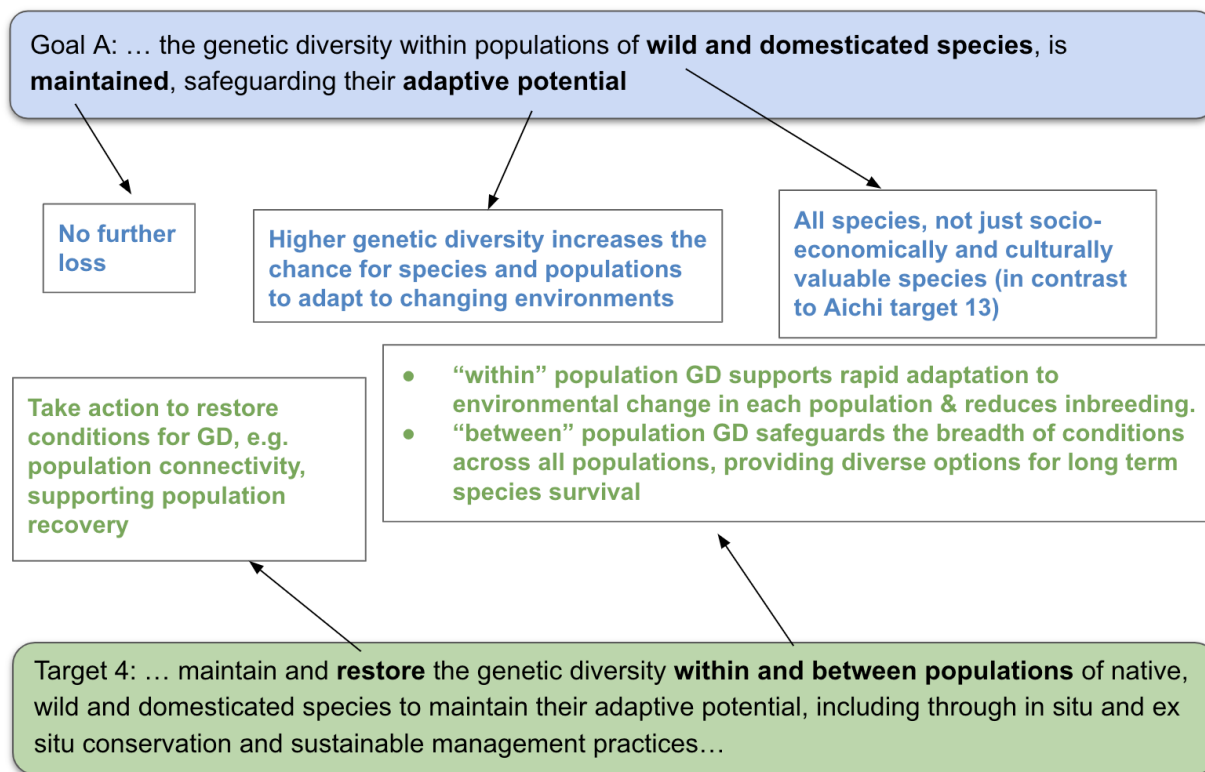 Goal A: … the genetic diversity within populations of wild and domesticated species, is
maintained, safeguarding their adaptive potential
No further
loss
Higher genetic diversity increases the
chance for species and populations
to adapt to changing environments
All species, not just socio-
economically and culturally
valuable species (in contrast
to Aichi target 13)
Take action to restore
conditions for GD, e.g.
population connectivity,
supporting population
recovery
● “within” population GD supports rapid adaptation to
environmental change in each population & reduces inbreeding.
● “between” population GD safeguards the breadth of conditions
across all populations, providing diverse options for long term
species survival
Target 4: … maintain and restore the genetic diversity within and between populations of native,
wild and domesticated species to maintain their adaptive potential, including through in situ and ex
situ conservation and sustainable management practices…